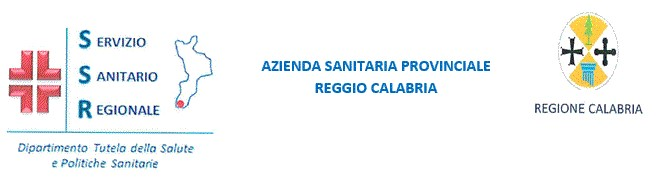 SERVIZIO
SANITARIO
REGIONALE
Dipartimento Tutela della Salute
e Politiche Sanitarie
AZIENDA SANITARIA PROVINCIALE
REGGIO CALABRIA
REGIONE CALABRIA